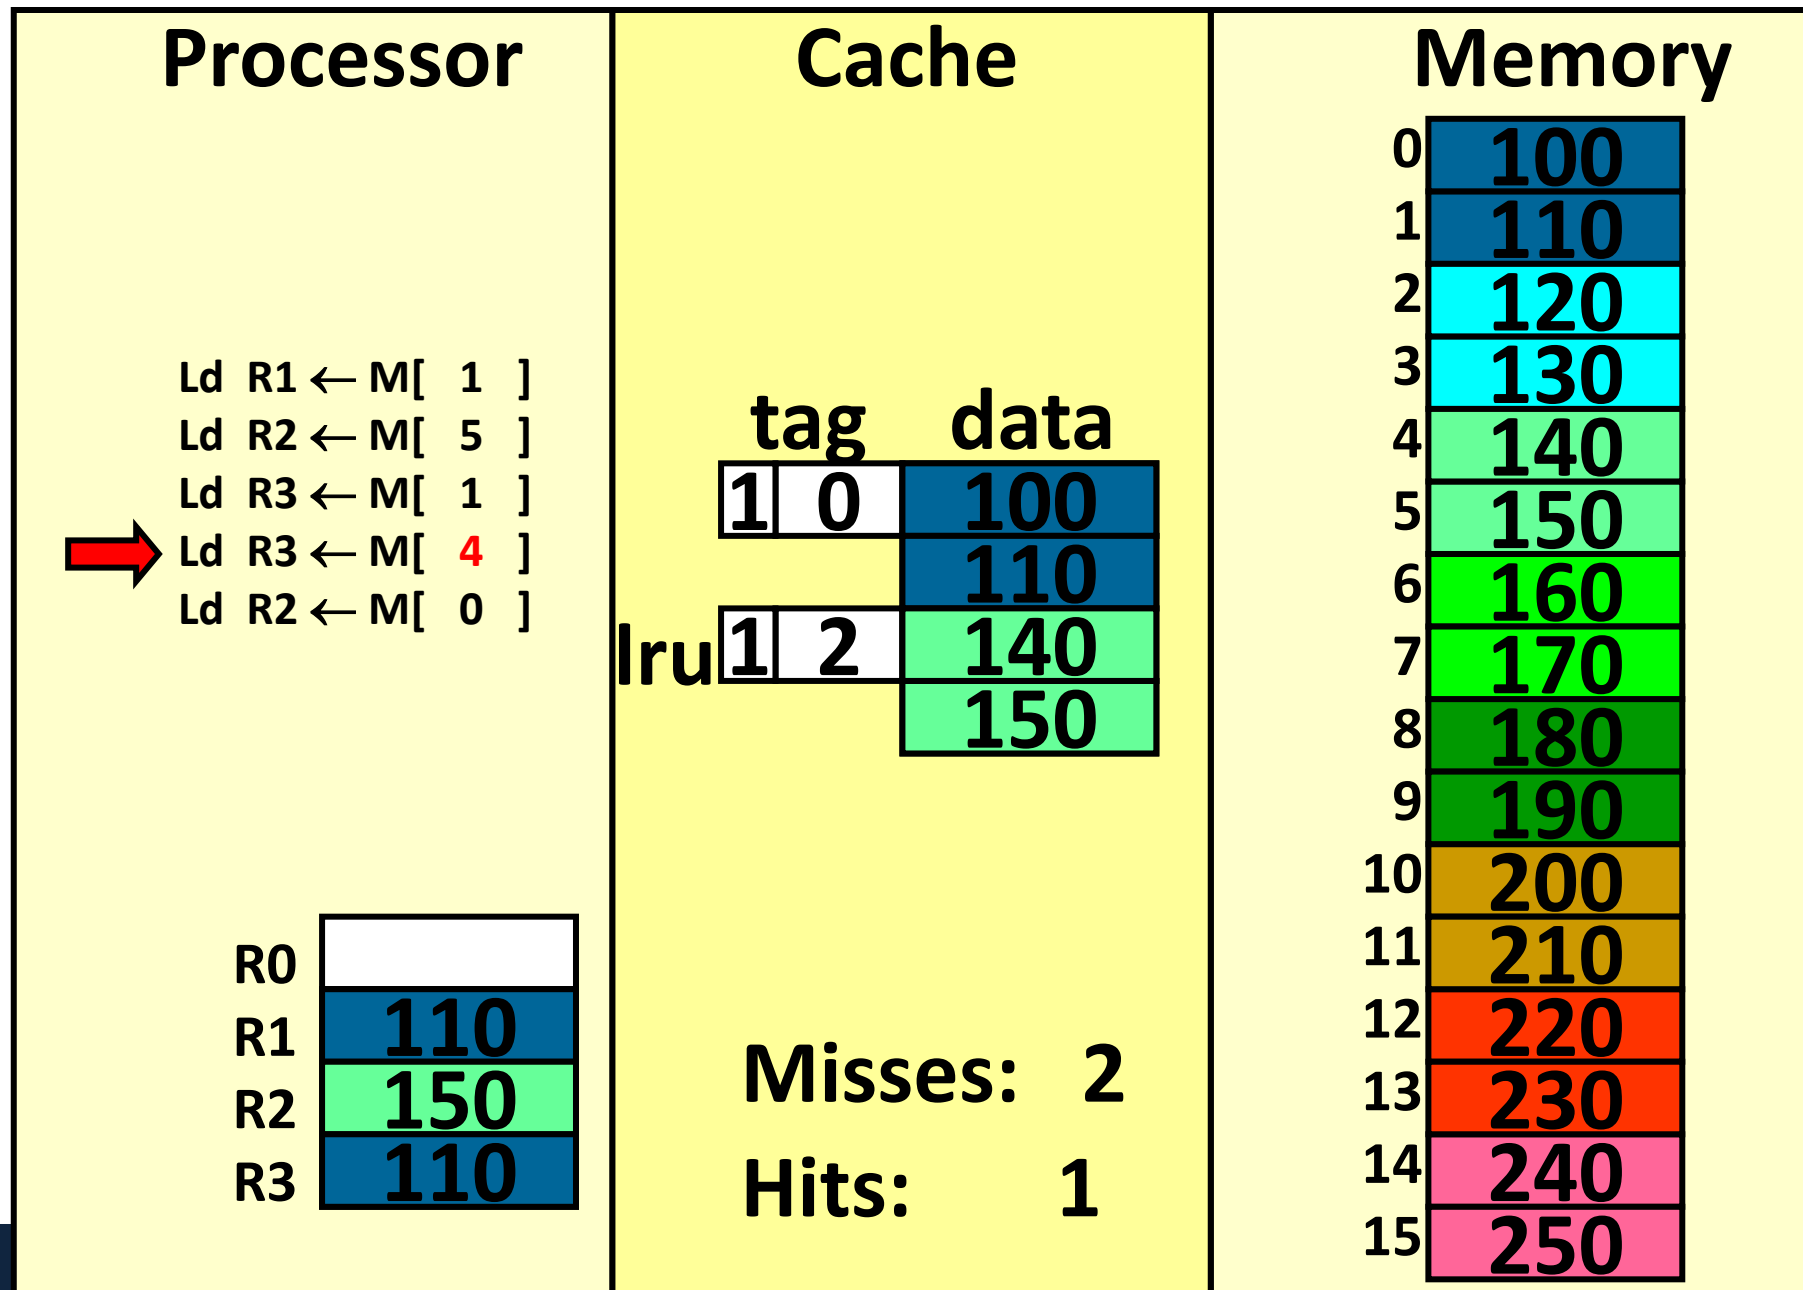 Processor
Ld R1 ← M[ 1 ]
Ld R2 ← M[ 5 ]
Ld R3 ← M[ 1 ]
Ld R3 ← M[ 4 ]
Ld R2 ← M[ 0 ]
R0
R1 110
R2 150
R3 110
Cache
tag data
1 0 100
110
lru 1 2 140
150
Misses: 2
Hits: 1
Memory
0 100
1 110
2 120
3 130
4 140
5 150
6 160
7 170
8 180
9 190
10 200
11 210
12 220
13 230
14 240
15 250